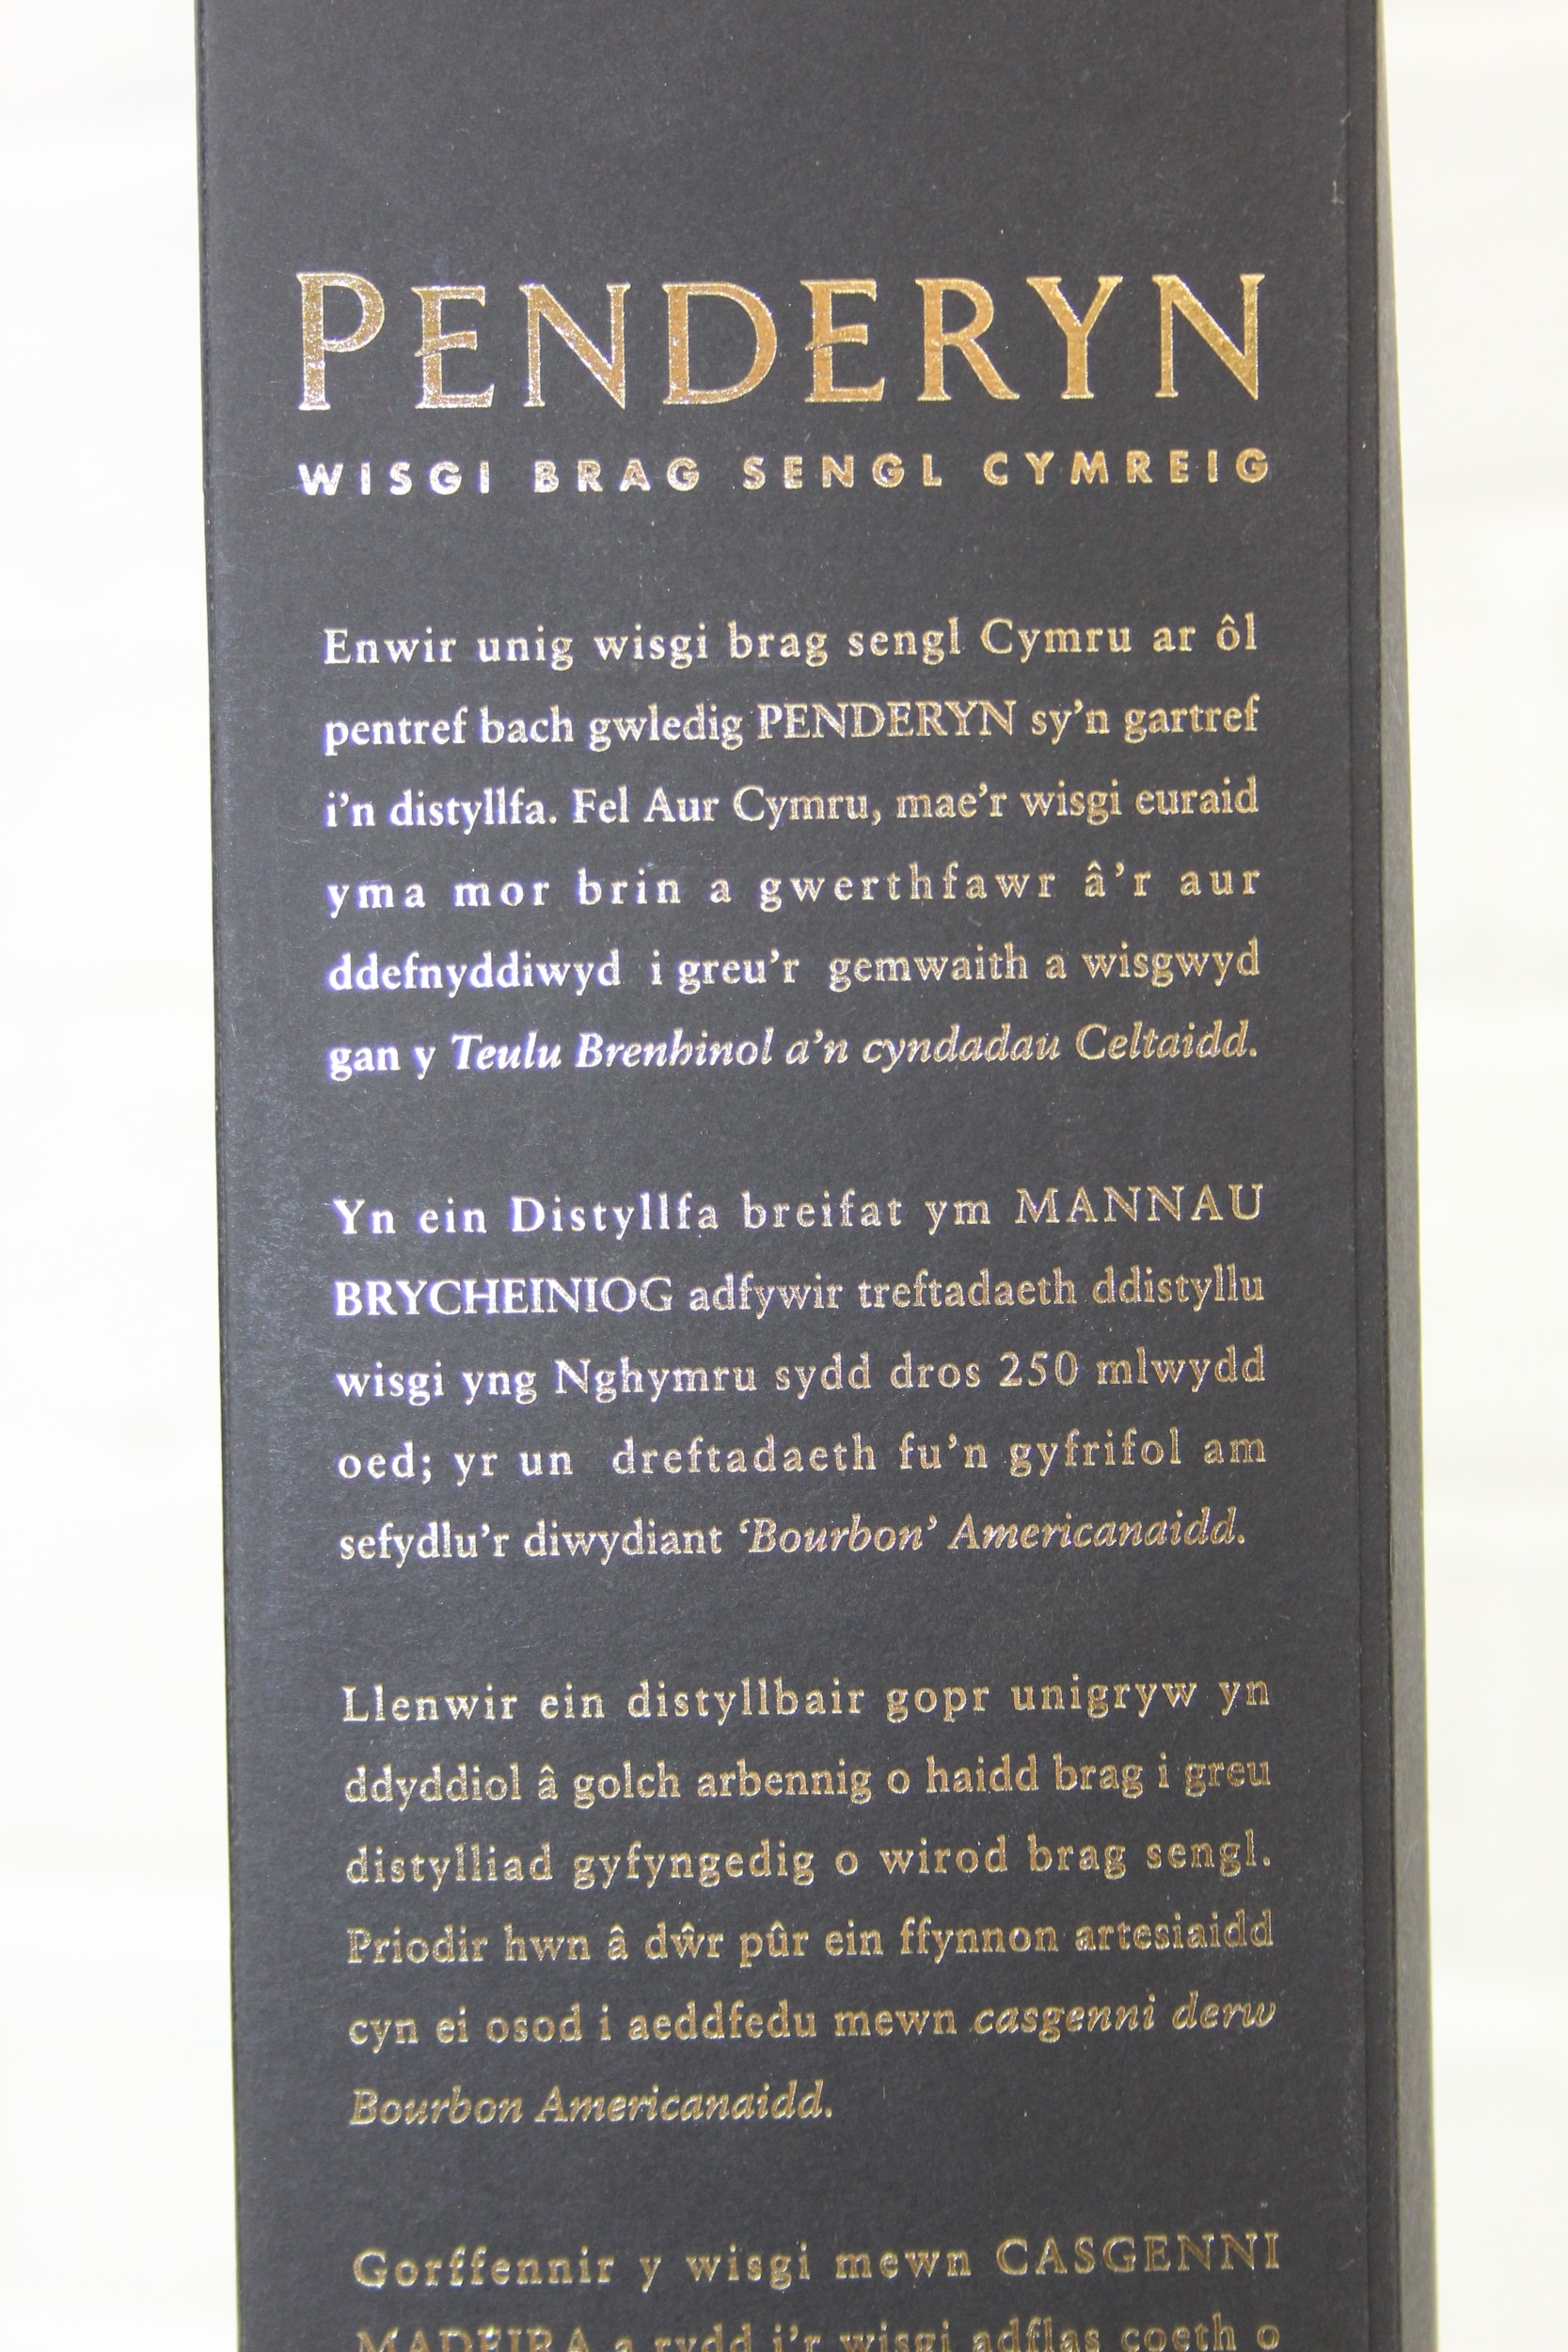 PENDERYN
WISGI BRAG SENGL CYMREIG
Enwir unig wisgi brag sengl Cymru ar ôl
pentref bach gwledig PENDERYN sy’n gartref
i’n distyllfa. Fel Aur Cymru, mae’r wisgi euraid
yma mor brin a gwerthfawr â’r aur
ddefnyddiwyd i greu’r gemwaith a wisgwyd
gan y Teulu Brenhinol a’n cyndadau Celtaidd.
Yn ein Distyllfa breifat ym MANNAU
BRYCHEINIOG adfywir treftadaeth ddistyllu
wisgi yng Nghymru sydd dros 250 mlwydd
oed; yr un dreftadaeth fu’n gyfrifol am
sefydlu’r diwydiant ‘Bourbon’ Americanaidd.
Llenwir ein distyllbair gopr unigryw yn
ddyddiol â golch arbennig o haidd brag i greu
distylliad gyfyngedig o wirod brag sengl.
Priodir hwn â dŵr pûr ein ffynnon artesiaidd
cyn ei osod i aeddfedu mewn casgenni derw
Bourbon Americanaidd.
Gorffennir y wisgi mewn CASGENNI
MADEIRA a rydd i’r wisgi adflas coeth o